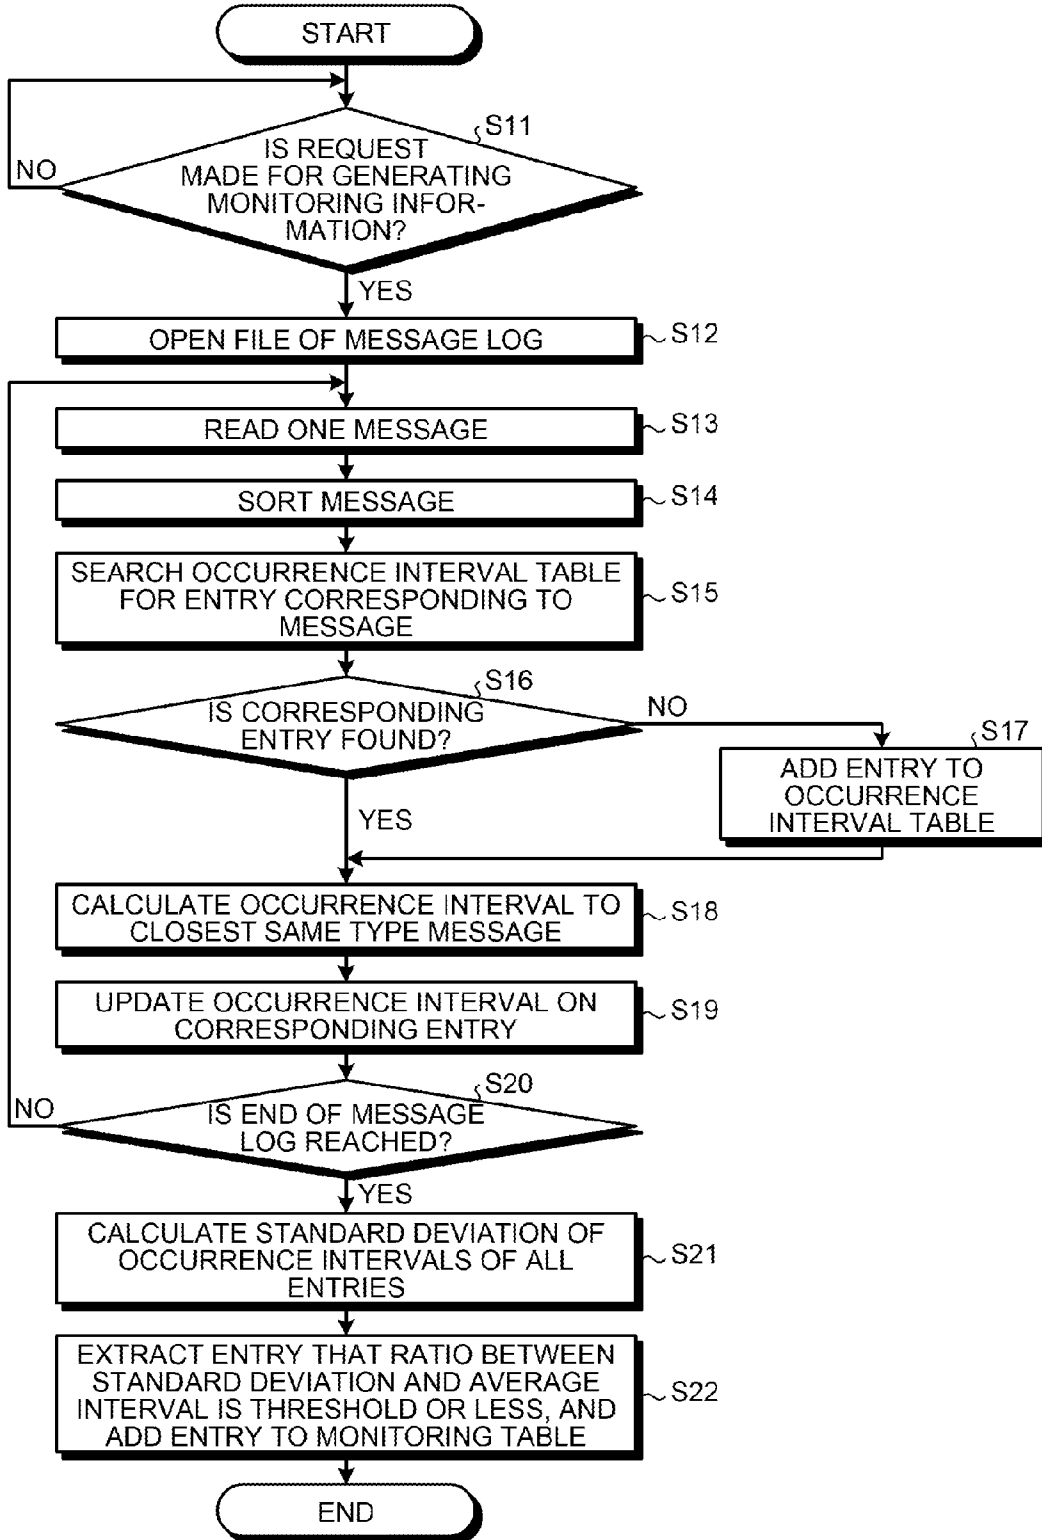 START
S11
IS REQUEST
MADE FOR GENERATING
MONITORING INFOR-
MATION?
NO
YES
OPEN FILE OF MESSAGE LOG
S12
READ ONE MESSAGE
S13
SORT MESSAGE
S14
SEARCH OCCURRENCE INTERVAL TABLE
FOR ENTRY CORRESPONDING TO
MESSAGE
S15
S16
IS CORRESPONDING
ENTRY FOUND?
NO
S17
ADD ENTRY TO
OCCURRENCE
INTERVAL TABLE
YES
CALCULATE OCCURRENCE INTERVAL TO
CLOSEST SAME TYPE MESSAGE
S18
UPDATE OCCURRENCE INTERVAL ON
CORRESPONDING ENTRY
S19
S20
IS END OF MESSAGE
LOG REACHED?
NO
YES
CALCULATE STANDARD DEVIATION OF
OCCURRENCE INTERVALS OF ALL
ENTRIES
S21
EXTRACT ENTRY THAT RATIO BETWEEN
STANDARD DEVIATION AND AVERAGE
INTERVAL IS THRESHOLD OR LESS, AND
ADD ENTRY TO MONITORING TABLE
S22
END